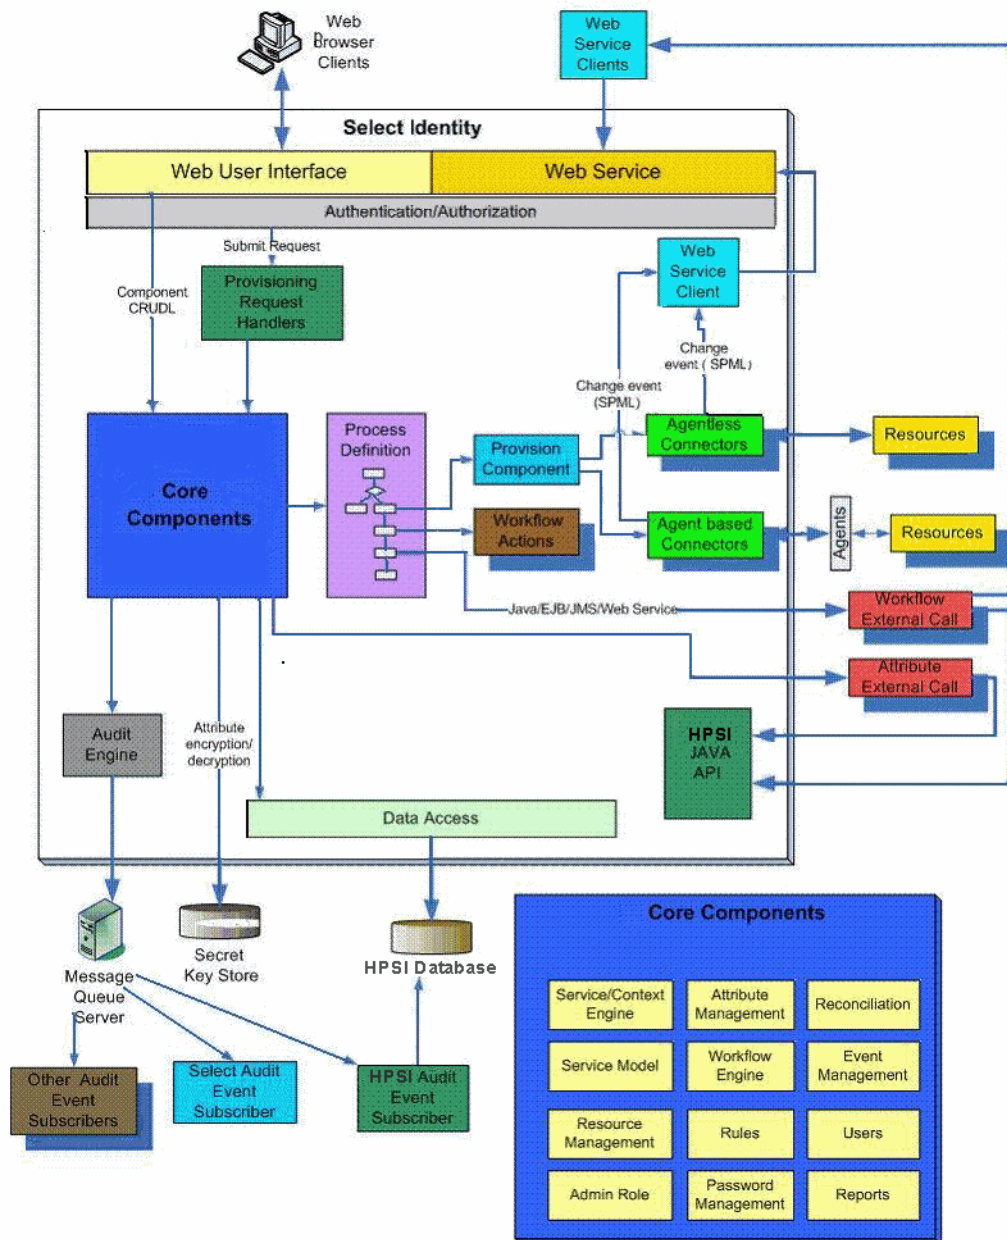 Web
Browser
Clients
Web
Service
Clients
Select Identity
Web User Interface
Web Service
Authentication/Authorization
Submit Request
Provisioning
Request
Handlers
Component
CRUDL
Web
Service
Client
Change
event ( SPML)
Change event
(SPML)
Core
Components
Process
Definition
Provision
Component
Workflow
Actions
Agentless
Connectors
Agent based
Connectors
Resources
Agents
Resources
Java/EJB/JMS/Web Service
Workflow
External Call
Attribute
External Call
HPSI
JAVA
API
Audit
Engine
Attribute
encryption/
decryption
Data Access
Message
Queue
Server
Secret
Key Store
HPSI Database
Other Audit
Event
Subscribers
Select Audit
Event
Subscriber
HPSI Audit
Event
Subscriber
Core Components
Service/Context
Engine
Attribute
Management
Reconciliation
Service Model
Workflow
Engine
Event
Management
Resource
Management
Rules
Users
Admin Role
Password
Management
Reports